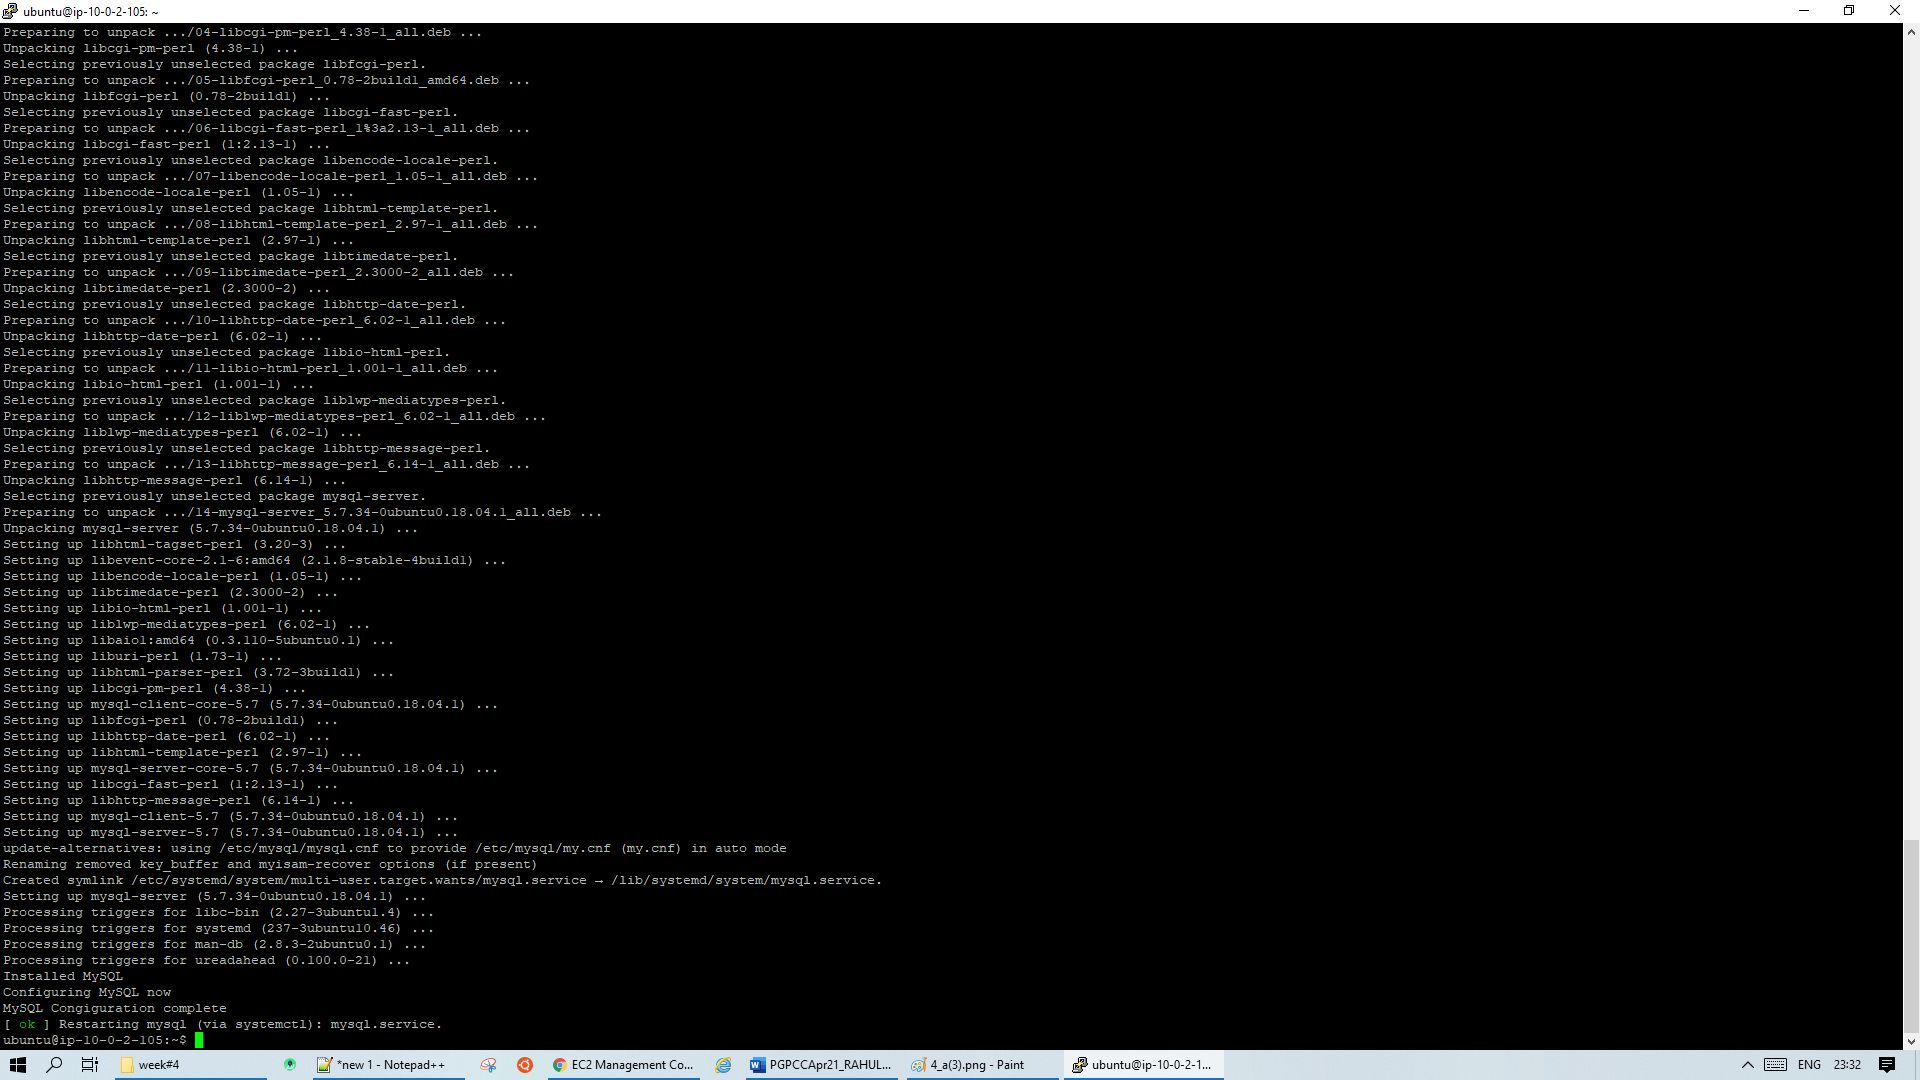 ubuntu@ip-10-0-2-105: ~
Preparing to unpack .../04-libcgi-pm-perl_4.38-1_all.deb ...
Unpacking libcgi-pm-perl (4.38-1) ...
Selecting previously unselected package libfcgi-perl.
Preparing to unpack .../05-libfcgi-perl_0.78-2build1_amd64.deb ...
Unpacking libfcgi-perl (0.78-2build1) ...
Selecting previously unselected package libcgi-fast-perl.
Preparing to unpack .../06-libcgi-fast-perl_1%3a2.13-1_all.deb ...
Unpacking libcgi-fast-perl (1:2.13-1) ...
Selecting previously unselected package libencode-locale-perl.
Preparing to unpack .../07-libencode-locale-perl_1.05-1_all.deb ...
Unpacking libencode-locale-perl (1.05-1) ...
Selecting previously unselected package libhtml-template-perl.
Preparing to unpack .../08-libhtml-template-perl_2.97-1_all.deb ...
Unpacking libhtml-template-perl (2.97-1) ...
Selecting previously unselected package libtimedate-perl.
Preparing to unpack .../09-libtimedate-perl_2.3000-2_all.deb ...
Unpacking libtimedate-perl (2.3000-2) ...
Selecting previously unselected package libhttp-date-perl.
Preparing to unpack .../10-libhttp-date-perl_6.02-1_all.deb ...
Unpacking libhttp-date-perl (6.02-1) ...
Selecting previously unselected package libio-html-perl.
Preparing to unpack .../11-libio-html-perl_1.001-1_all.deb ...
Unpacking libio-html-perl (1.001-1) ...
Selecting previously unselected package liblwp-mediatypes-perl.
Preparing to unpack .../12-liblwp-mediatypes-perl_6.02-1_all.deb ...
Unpacking liblwp-mediatypes-perl (6.02-1) ...
Selecting previously unselected package libhttp-message-perl.
Preparing to unpack .../13-libhttp-message-perl_6.14-1_all.deb ...
Unpacking libhttp-message-perl (6.14-1) ...
Selecting previously unselected package mysql-server.
Preparing to unpack .../14-mysql-server_5.7.34-0ubuntu0.18.04.1_all.deb ...
Unpacking mysql-server (5.7.34-0ubuntu0.18.04.1) ...
Setting up libhtml-tagset-perl (3.20-3) ...
Setting up libevent-core-2.1-6:amd64 (2.1.8-stable-4build1) ...
Setting up libencode-locale-perl (1.05-1) ...
Setting up libtimedate-perl (2.3000-2) ...
Setting up libio-html-perl (1.001-1) ...
Setting up liblwp-mediatypes-perl (6.02-1) ...
Setting up libaio1:amd64 (0.3.110-5ubuntu0.1) ...
Setting up liburi-perl (1.73-1) ...
Setting up libhtml-parser-perl (3.72-3build1) ...
Setting up libcgi-pm-perl (4.38-1) ...
Setting up mysql-client-core-5.7 (5.7.34-0ubuntu0.18.04.1) ...
Setting up libfcgi-perl (0.78-2build1) ...
Setting up libhttp-date-perl (6.02-1) ...
Setting up libhtml-template-perl (2.97-1) ...
Setting up mysql-server-core-5.7 (5.7.34-0ubuntu0.18.04.1) ...
Setting up libcgi-fast-perl (1:2.13-1) ...
Setting up libhttp-message-perl (6.14-1) ...
Setting up mysql-client-5.7 (5.7.34-0ubuntu0.18.04.1) ...
Setting up mysql-server-5.7 (5.7.34-0ubuntu0.18.04.1) ...
update-alternatives: using /etc/mysql/mysql.cnf to provide /etc/mysql/my.cnf (my.cnf) in auto mode
Renaming removed key_buffer and myisam-recover options (if present)
Created symlink /etc/systemd/system/multi-user.target.wants/mysql.service → /lib/systemd/system/mysql.service.
Setting up mysql-server (5.7.34-0ubuntu0.18.04.1) ...
Processing triggers for libc-bin (2.27-3ubuntu1.4) ...
Processing triggers for systemd (237-3ubuntu10.46) ...
Processing triggers for man-db (2.8.3-2ubuntu0.1) ...
Processing triggers for ureadahead (0.100.0-21) ...
Installed MySQL
Configuring MySQL now
MySQL Congiguration complete
[ ok ] Restarting mysql (via systemctl): mysql.service.
ubuntu@ip-10-0-2-105:~$
week#4 *new 1 - Notepad++ EC2 Management Co... PGPCCApr21_RAHUL... 4_a(3).png - Paint ubuntu@ip-10-0-2-1... ENG 23:32